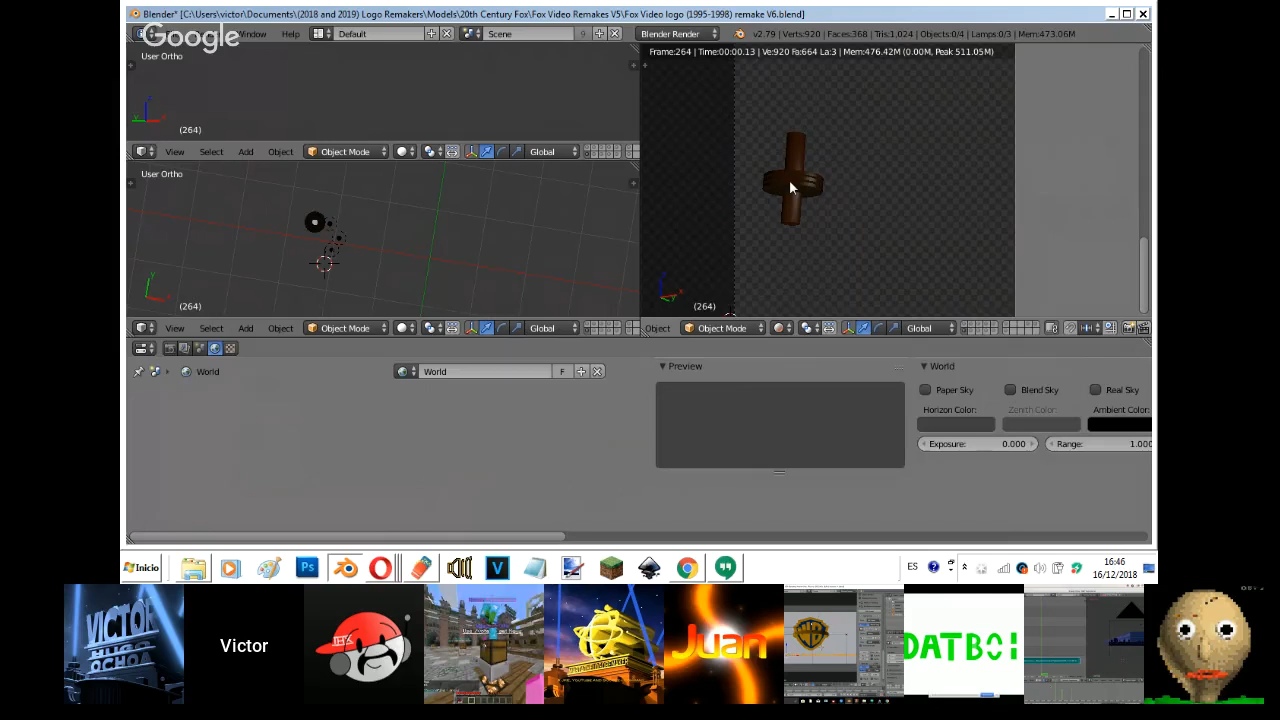 Blender* [C:\Users\victor\Documents\(2018 and 2019) Logo Remakers\Models\20th Century Fox\Fox Video Remakes V5\Fox Video logo (1995-1998) remake V6.blend]
Google
Window Help Default Scene 9 Blender Render v2.79 | Verts:920 | Faces:368 | Tris:1,024 | Objects:0/4 | Lamps:0/3 | Mem:473.06M
User Ortho
Frame:264 | Time:00:00.13 | Ve:920 Fa:664 La:3 | Mem:476.42M (0.00M, Peak 511.05M)
(264)
View Select Add Object Object Mode Global
User Ortho
(264)
(264)
View Select Add Object Object Mode Global
Object Object Mode Global
World
World F
Preview
World
Paper Sky Blend Sky Real Sky
Horizon Color: Zenith Color: Ambient Color:
Exposure: 0.000 Range: 1.000
Inicio
ES
16:46
16/12/2018
VICTOR
HUGO
OCHOA
Victor
Juan
DATBOI